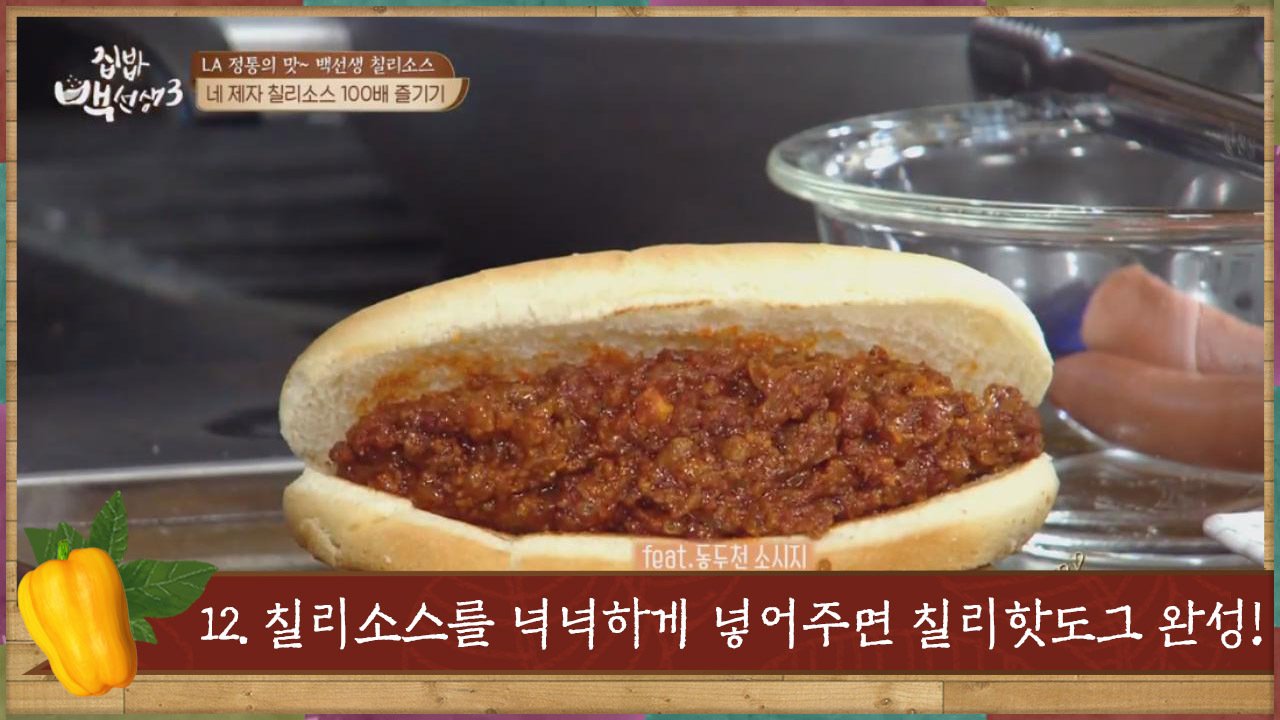 집밥
백선생3
LA 정통의 맛~ 백선생 칠리소스
네 제자 칠리소스 100배 즐기기
feat.동두천 소시지
12. 칠리소스를 넉넉하게 넣어주면 칠리핫도그 완성!